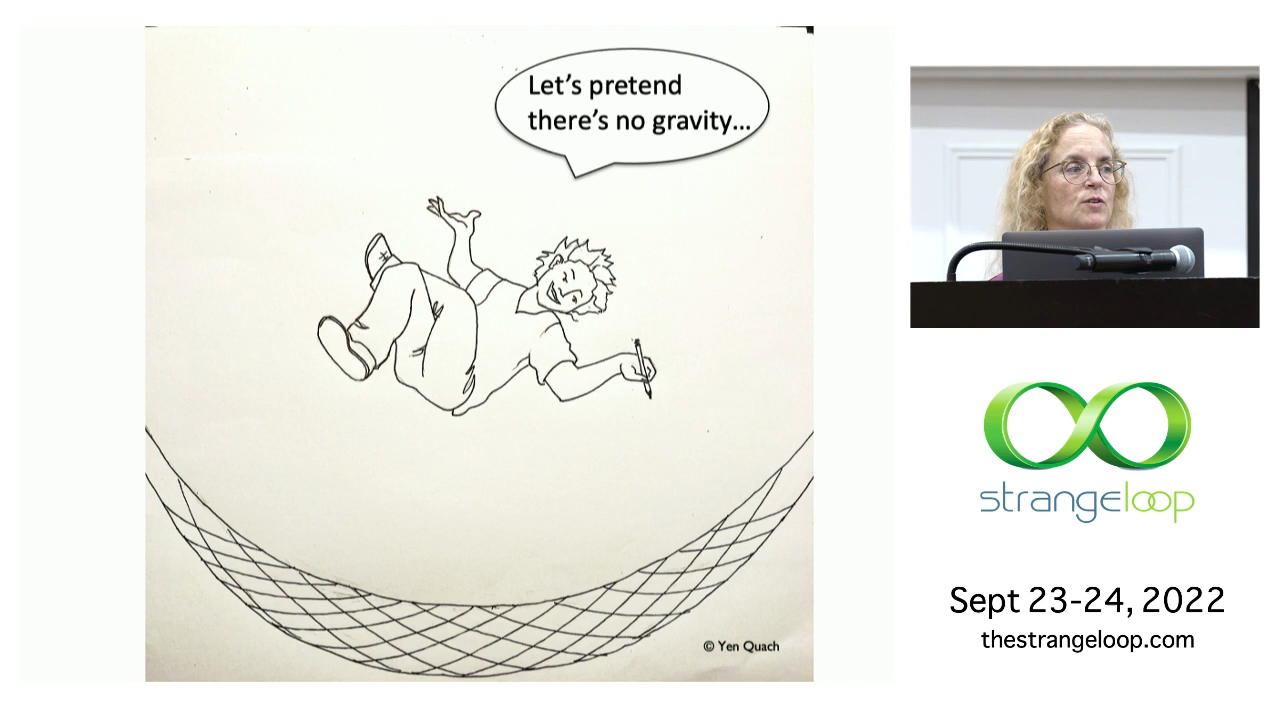 Let's pretend
there's no gravity...
© Yen Quach
strangeloop
Sept 23-24, 2022
thestrangeloop.com